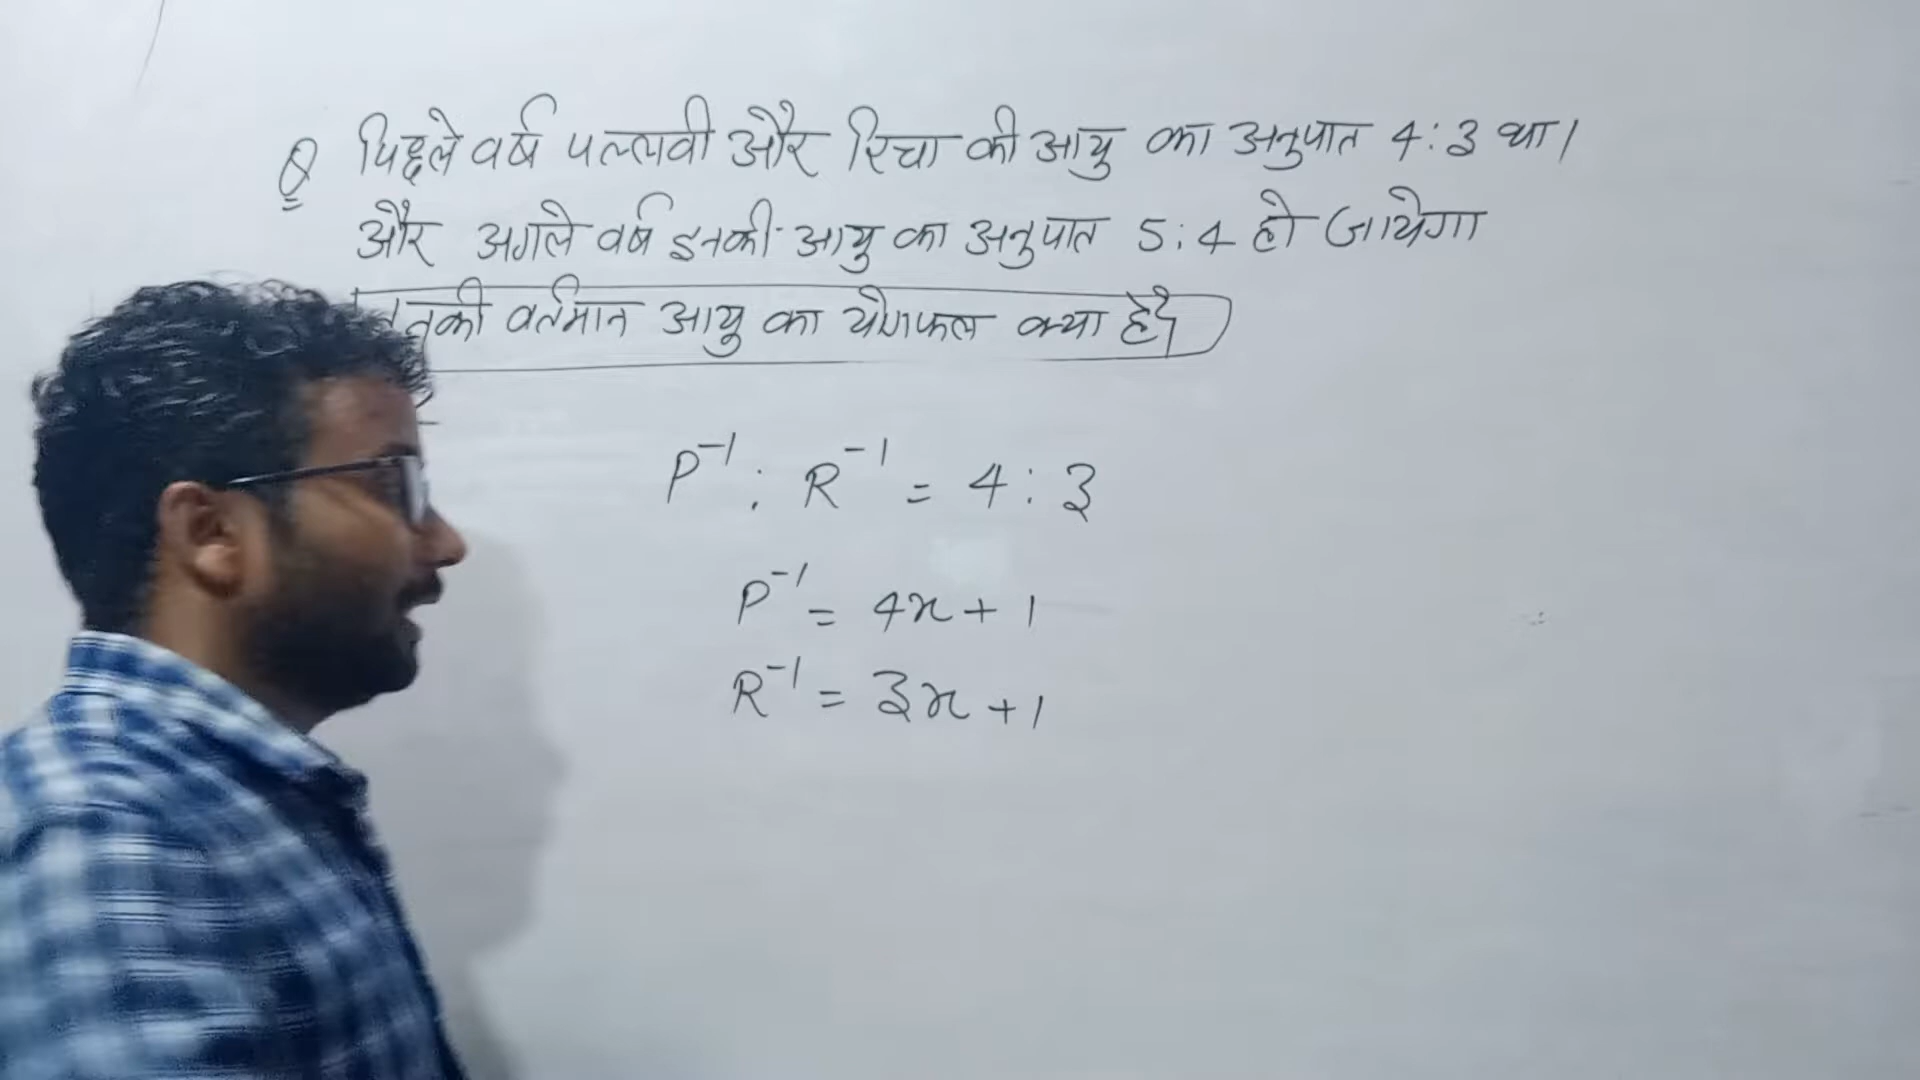 Q पिछले वर्ष पल्लवी और रिचा की आयु का अनुपात 4:3 था।
और अगले वर्ष इनकी आयु का अनुपात 5:4 हो जायेगा
वर्तमान आयु का योगफल क्या है?
P⁻¹ : R⁻¹ = 4 : 3
P⁻¹ = 4x + 1
R⁻¹ = 3x + 1